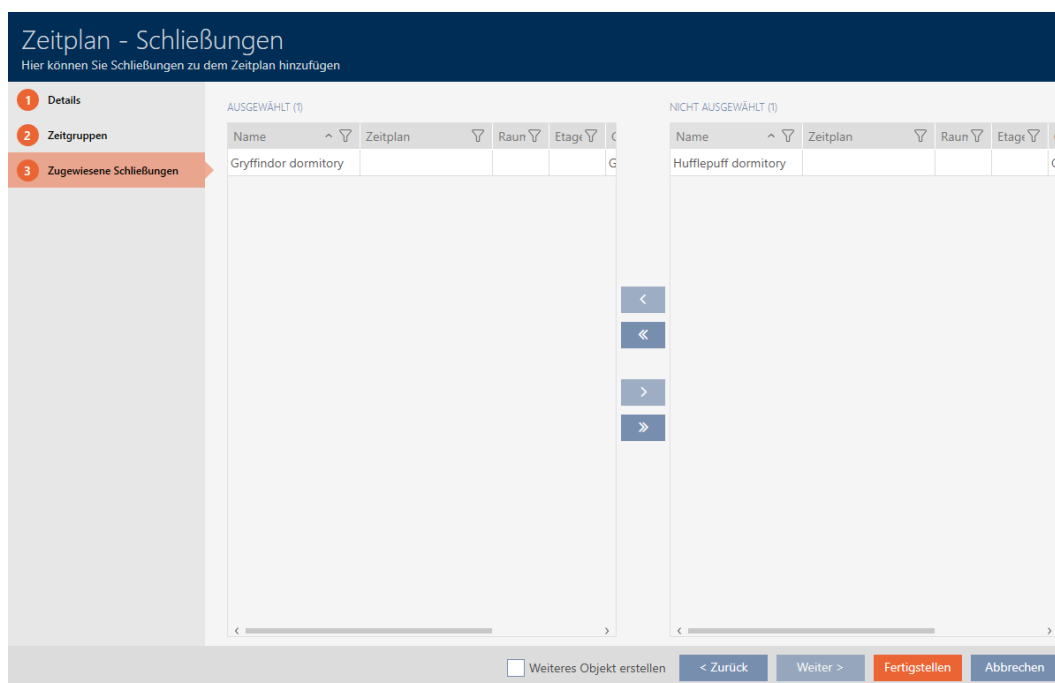 Zeitplan - Schließungen
Hier können Sie Schließungen zu dem Zeitplan hinzufügen
1 Details
2 Zeitgruppen
3 Zugewiesene Schließungen
AUSGEWÄHLT (1)
Name Zeitplan Raum Etage
Gryffindor dormitory G
NICHT AUSGEWÄHLT (1)
Name Zeitplan Raum Etage
Hufflepuff dormitory
Weiteres Objekt erstellen < Zurück Weiter > Fertigstellen Abbrechen